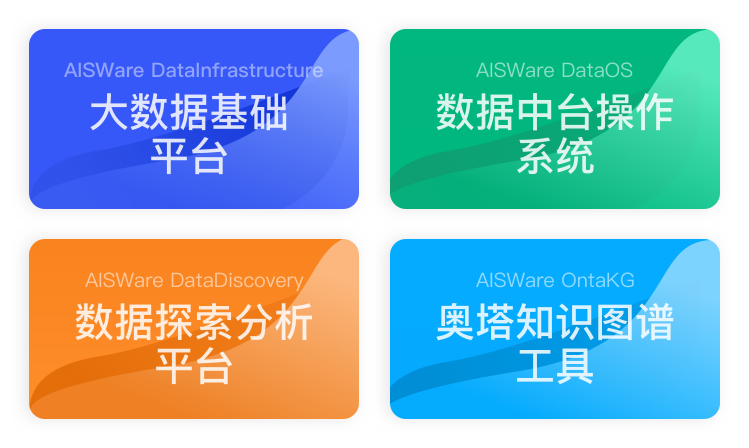 AISWare DataInfrastructure
大数据基础
平台
AISWare DataOS
数据中台操作
系统
AISWare DataDiscovery
数据探索分析
平台
AISWare OntaKG
奥塔知识图谱
工具